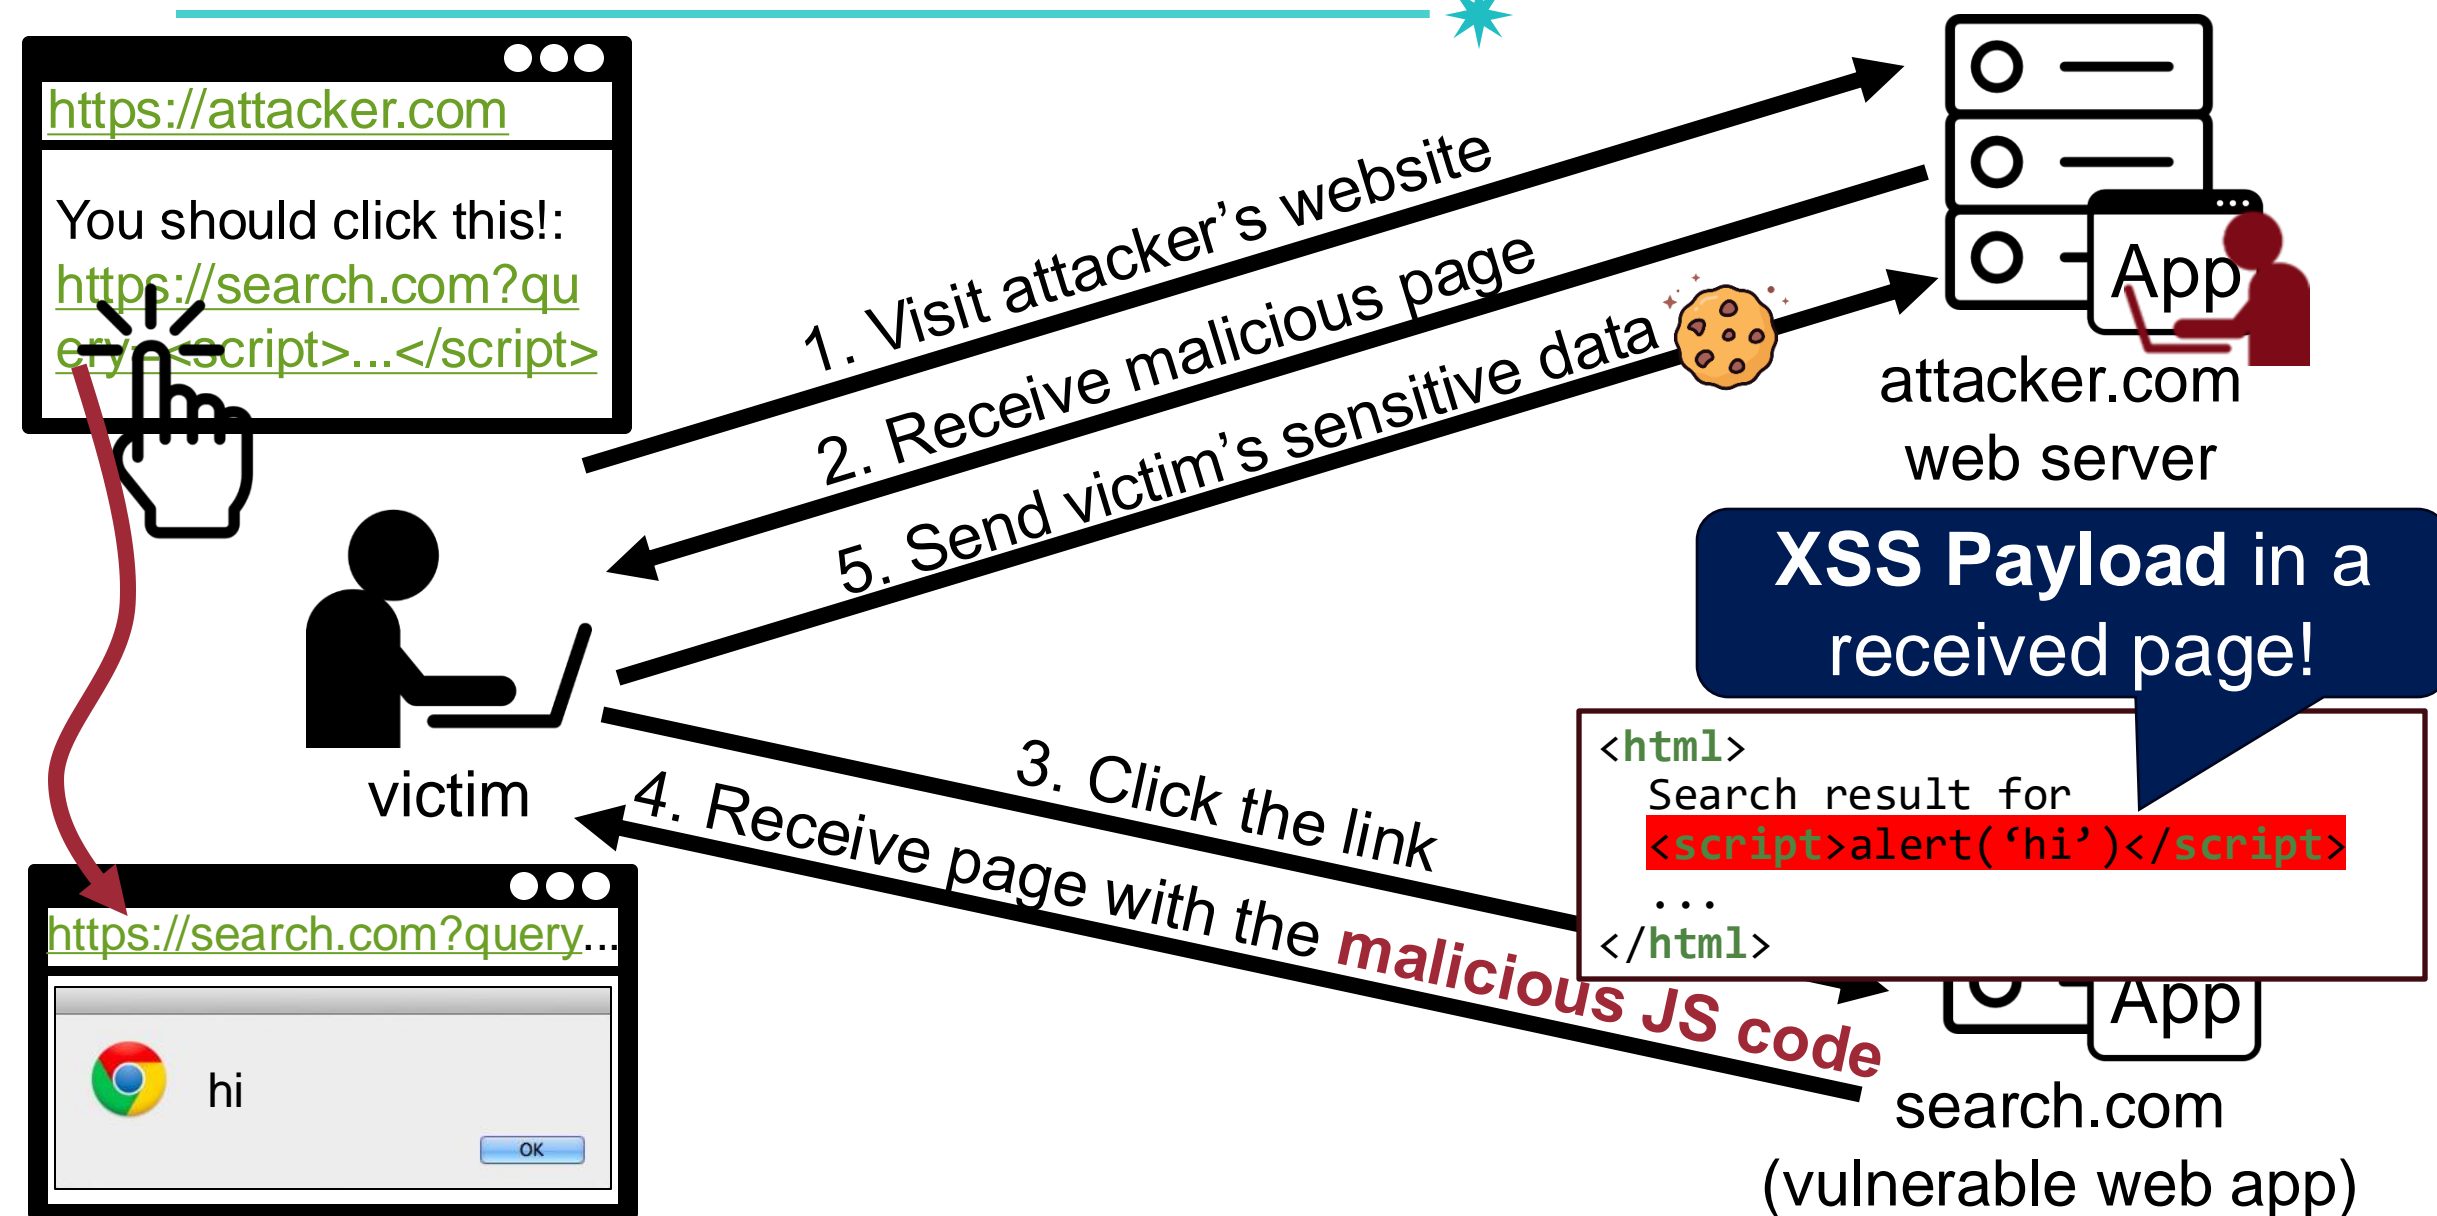 https://attacker.com
You should click this!:
https://search.com?qu
ery=<script>...</script>
1. Visit attacker's website
2. Receive malicious page
5. Send victim's sensitive data
App
attacker.com
web server
XSS Payload in a
received page!
victim
3. Click the link
4. Receive page with the malicious JS code
<html>
Search result for
<script>alert(‘hi’)</script>
...
</html>
App
search.com
(vulnerable web app)
https://search.com?query...
hi
OK